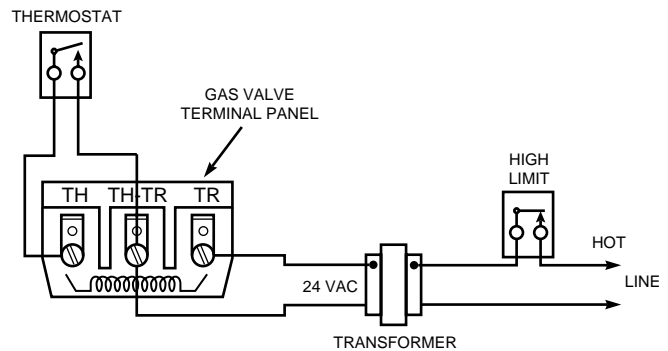 THERMOSTAT
GAS VALVE
TERMINAL PANEL
TH TH-TR TR
HIGH
LIMIT
HOT
LINE
24 VAC
TRANSFORMER